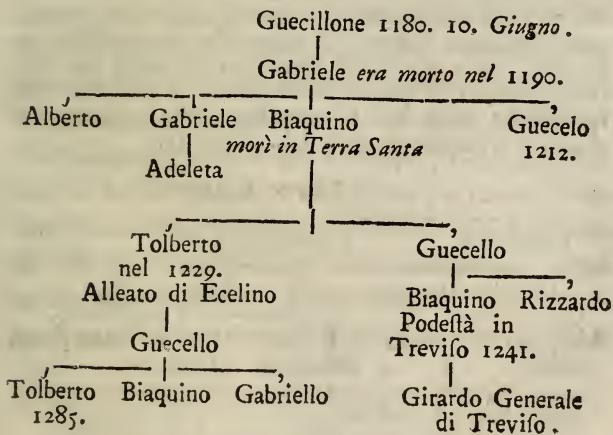 Guecillone 1180. 10. Giugno.
Gabriele era morto nel 1190.
Alberto Gabriele Biaquino Guecelo
morì in Terra Santa 1212.
Adeleta
Tolberto Guecello
nel 1229.
Alleato di Ecelino Biaquino Rizzardo
Podeſtà in
Guecello Treviſo 1241.
Tolberto Biaquino Gabriello Girardo Generale
1285. di Treviſo.